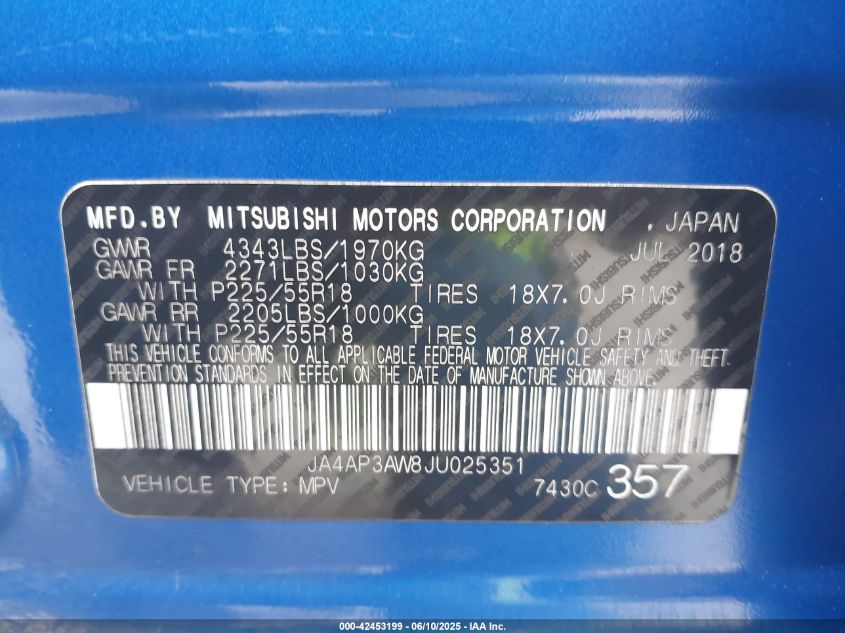 MFD.BY MITSUBISHI MOTORS CORPORATION , JAPAN
GWWR 4343LBS/1970KG JUL 2018
GAWR FR 2271LBS/1030KG
WITH P225/55R18 TIRES 18X7.0J RIMS
GAWR RR 2205LBS/1000KG
WITH P225/55R18 TIRES 18X7.0J RIMS
THIS VEHICLE CONFORMS TO ALL APPLICABLE FEDERAL MOTOR VEHICLE SAFETY AND THEFT
PREVENTION STANDARDS IN EFFECT ON THE DATE OF MANUFACTURE SHOWN ABOVE.
JA4AP3AW8JU025351
VEHICLE TYPE: MPV 7430C 357
000-42453199 - 06/10/2025 - IAA Inc.